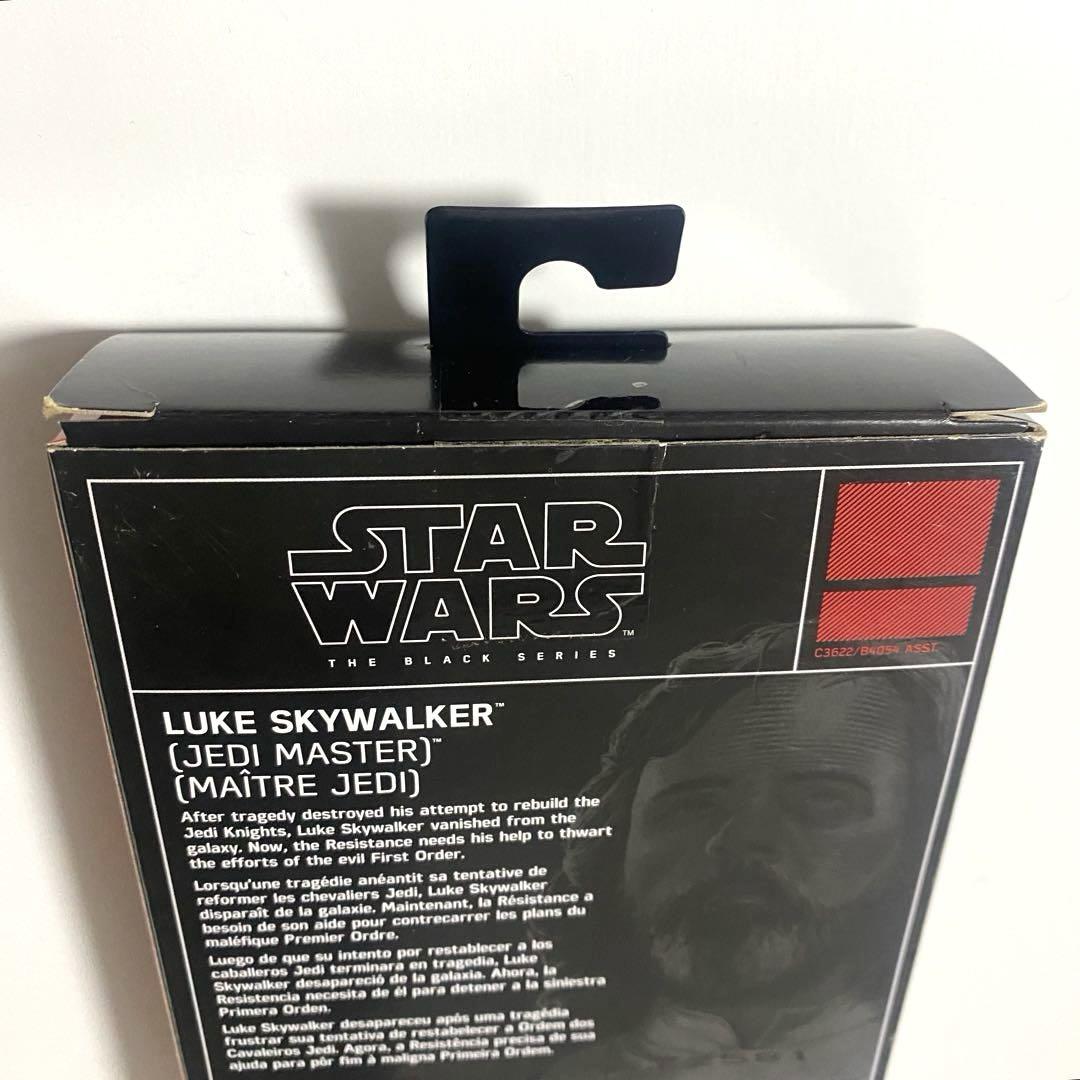 STAR
WARS™
THE BLACK SERIES
C3622/B4054 ASST.
LUKE SKYWALKER™
(JEDI MASTER)™
(MAÎTRE JEDI)
After tragedy destroyed his attempt to rebuild the
Jedi Knights, Luke Skywalker vanished from the
galaxy. Now, the Resistance needs his help to thwart
the efforts of the evil First Order.
Lorsqu'une tragédie anéantit sa tentative de
reformer les chevaliers Jedi, Luke Skywalker
disparaît de la galaxie. Maintenant, la Résistance a
besoin de son aide pour contrecarrer les plans du
maléfique Premier Ordre.
Luego de que su intento por restablecer a los
caballeros Jedi terminara en tragedia, Luke
Skywalker desapareció de la galaxia. Ahora, la
Resistencia necesita de él para detener a la siniestra
Primera Orden.
Luke Skywalker desapareceu após uma tragédia
frustrar sua tentativa de restabelecer a Ordem dos
Cavaleiros Jedi. Agora, a Resistência precisa de sua
ajuda para pôr fim à maligna Primeira Ordem.